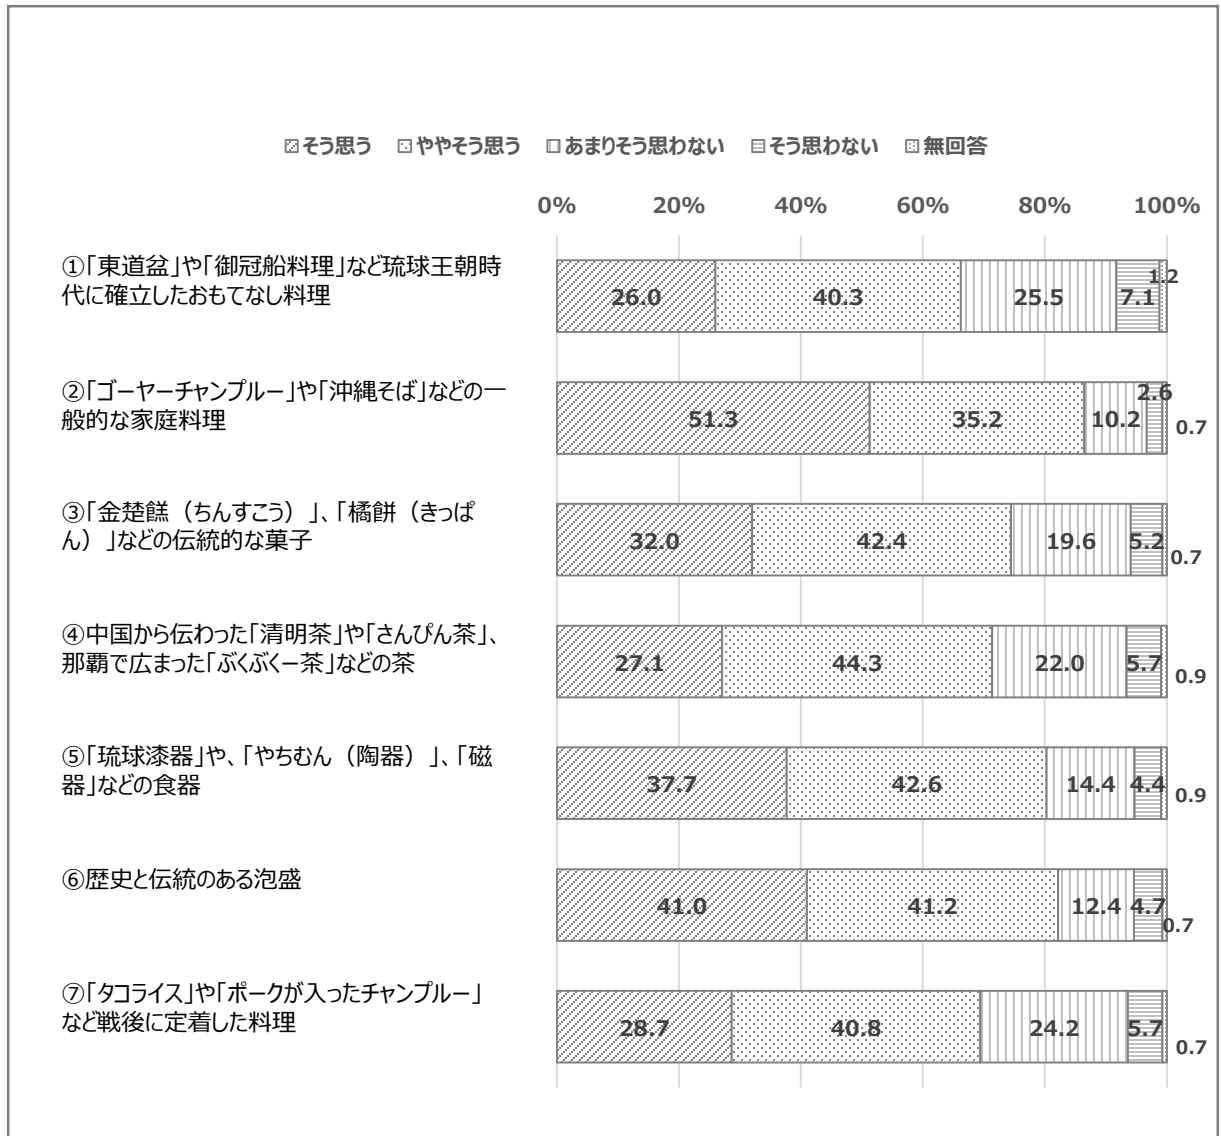 そう思う ややそう思う あまりそう思わない そう思わない 無回答
0% 20% 40% 60% 80% 100%
①「東道盆」や「御冠船料理」など琉球王朝時
代に確立したおもてなし料理
26.0 40.3 25.5 7.1 1.2
②「ゴーヤーチャンプルー」や「沖縄そば」などの一
般的な家庭料理
51.3 35.2 10.2 2.6 0.7
③「金楚糕（ちんすこう）」、「橘餅（きっぱ
ん）」などの伝統的な菓子
32.0 42.4 19.6 5.2 0.7
④中国から伝わった「清明茶」や「さんぴん茶」、
那覇で広まった「ぶくぶくー茶」などの茶
27.1 44.3 22.0 5.7 0.9
⑤「琉球漆器」や、「やちむん（陶器）」、「磁
器」などの食器
37.7 42.6 14.4 4.4 0.9
⑥歴史と伝統のある泡盛
41.0 41.2 12.4 4.7 0.7
⑦「タコライス」や「ポークが入ったチャンプルー」
など戦後に定着した料理
28.7 40.8 24.2 5.7 0.7